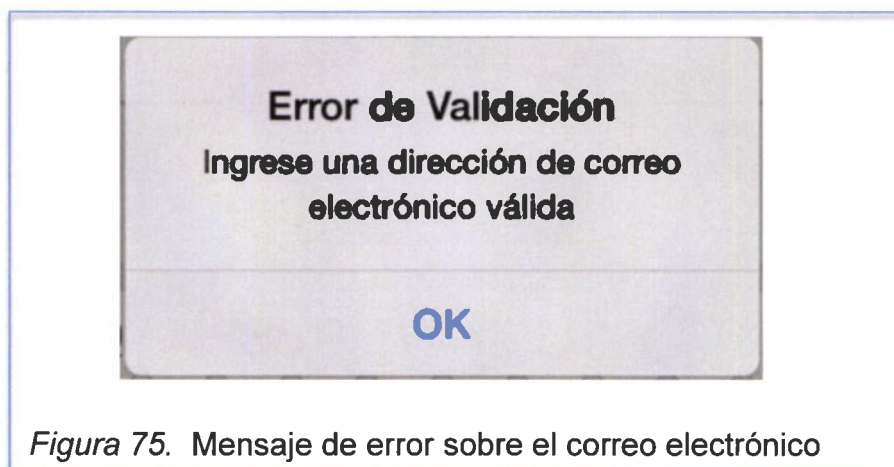 Error de Validación
Ingrese una dirección de correo
electrónico válida
OK
Figura 75. Mensaje de error sobre el correo electrónico